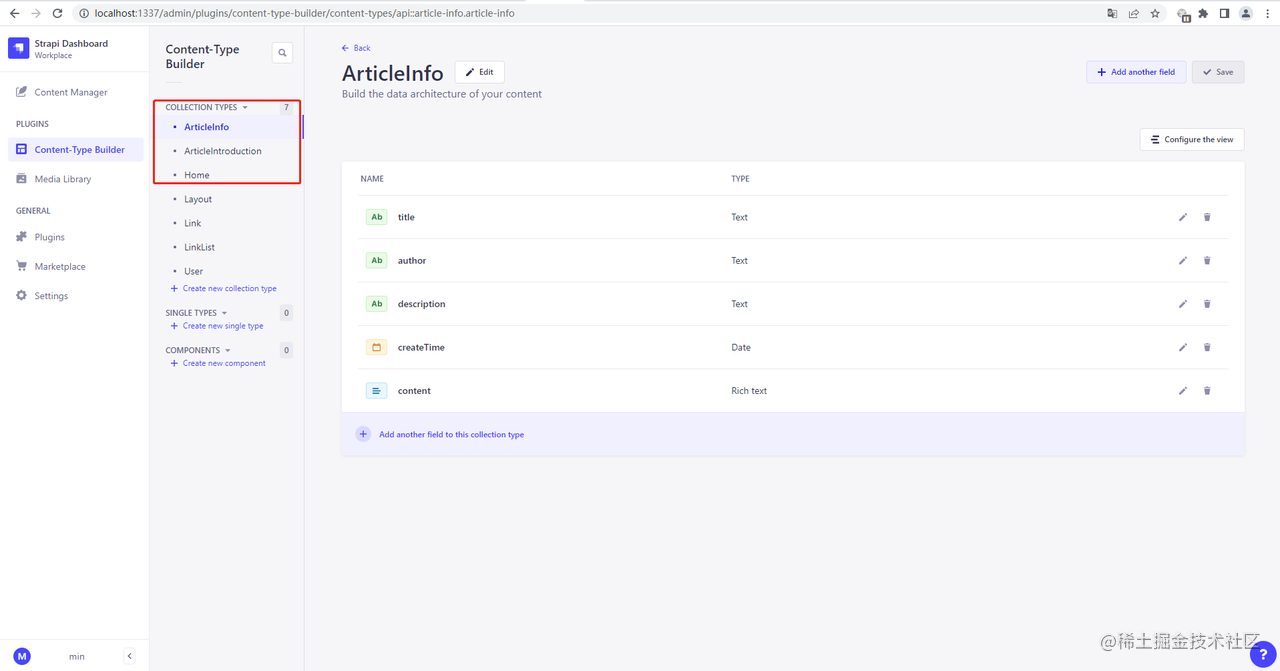 localhost:1337/admin/plugins/content-type-builder/content-types/api::article-info.article-info
Strapi Dashboard
Workplace
Content Manager
PLUGINS
Content-Type Builder
Media Library
GENERAL
Plugins
Marketplace
Settings
M
min
Content-Type
Builder
COLLECTION TYPES
7
ArticleInfo
ArticleIntroduction
Home
Layout
Link
LinkList
User
Create new collection type
SINGLE TYPES
0
Create new single type
COMPONENTS
0
Create new component
Back
ArticleInfo
Edit
Build the data architecture of your content
Add another field
Save
Configure the view
NAME TYPE
Ab title Text
Ab author Text
Ab description Text
createTime Date
content Rich text
Add another field to this collection type
@稀土掘金技术社区
?